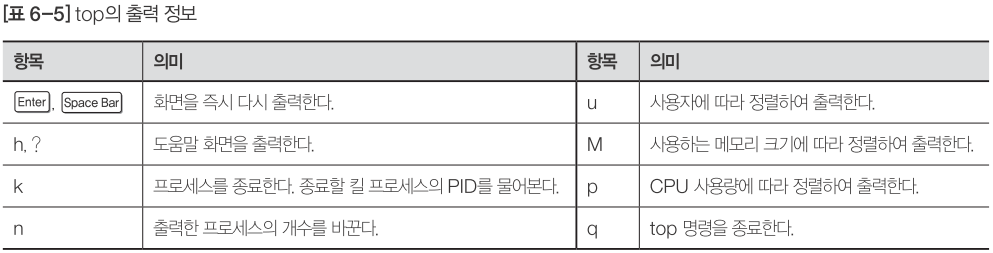 [표 6-5] top의 출력 정보
항목 의미 항목 의미
Enter, Space Bar 화면을 즉시 다시 출력한다. u 사용자에 따라 정렬하여 출력한다.
h, ? 도움말 화면을 출력한다. M 사용하는 메모리 크기에 따라 정렬하여 출력한다.
k 프로세스를 종료한다. 종료할 킬 프로세스의 PID를 물어본다. p CPU 사용량에 따라 정렬하여 출력한다.
n 출력한 프로세스의 개수를 바꾼다. q top 명령을 종료한다.